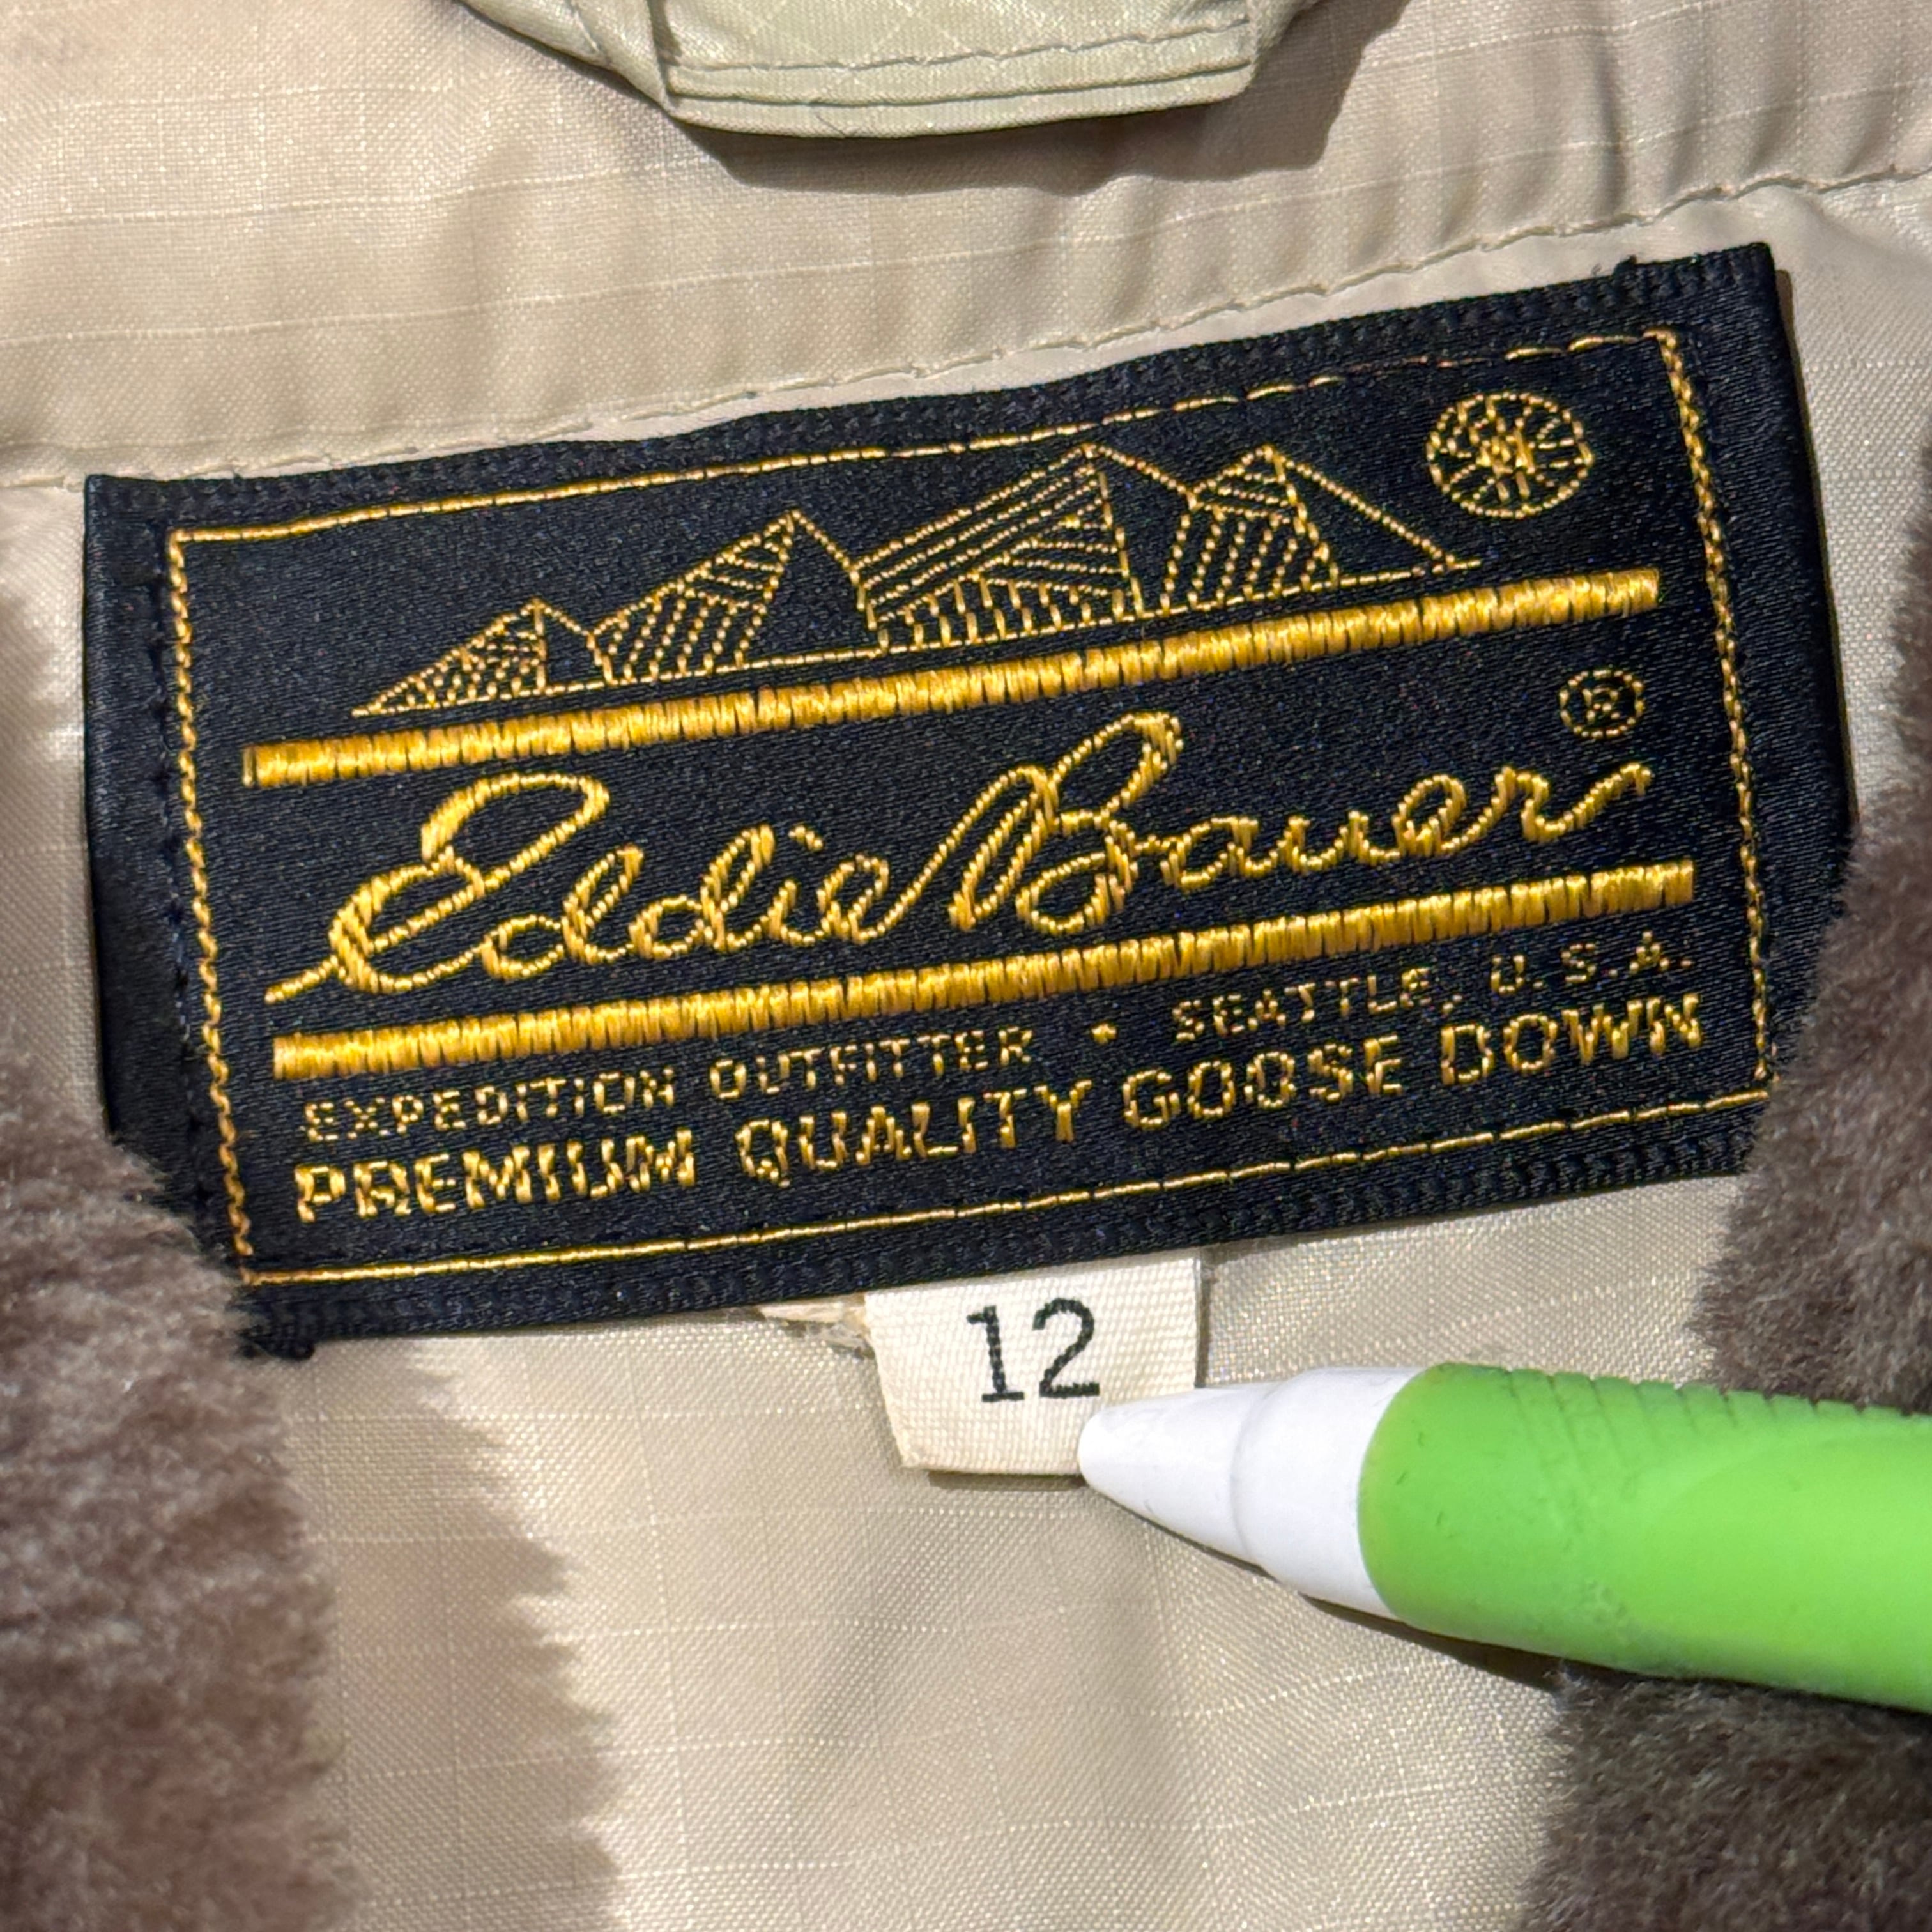 ®
Eddie Bauer
EXPEDITION OUTFITTER • SEATTLE, U.S.A.
PREMIUM QUALITY GOOSE DOWN
12